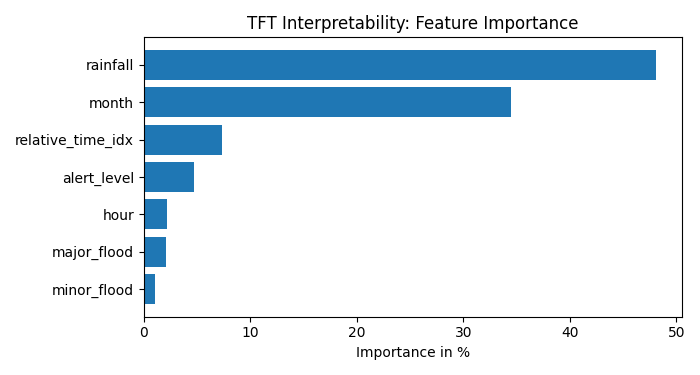 TFT Interpretability: Feature Importance
rainfall
month
relative_time_idx
alert_level
hour
major_flood
minor_flood
0 10 20 30 40 50
Importance in %